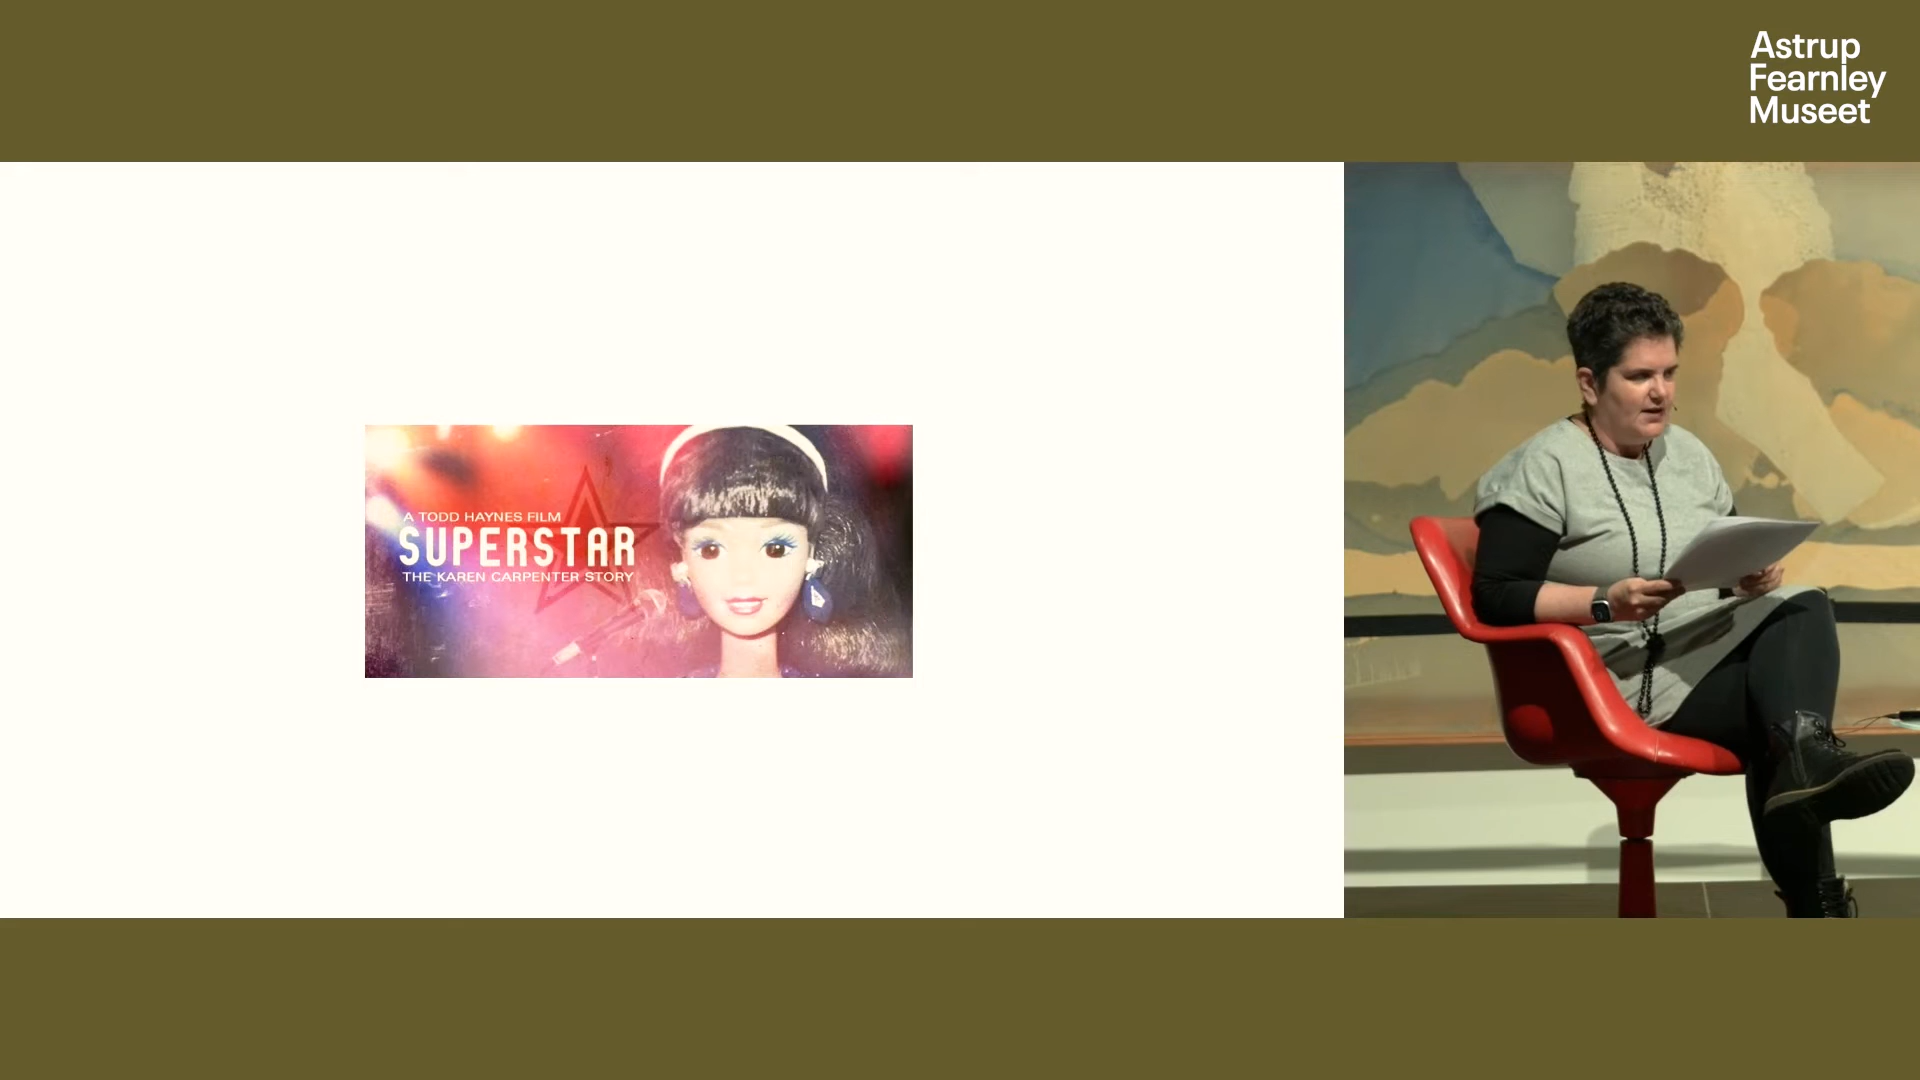 Astrup
Fearnley
Museet
A TODD HAYNES FILM
SUPERSTAR
THE KAREN CARPENTER STORY